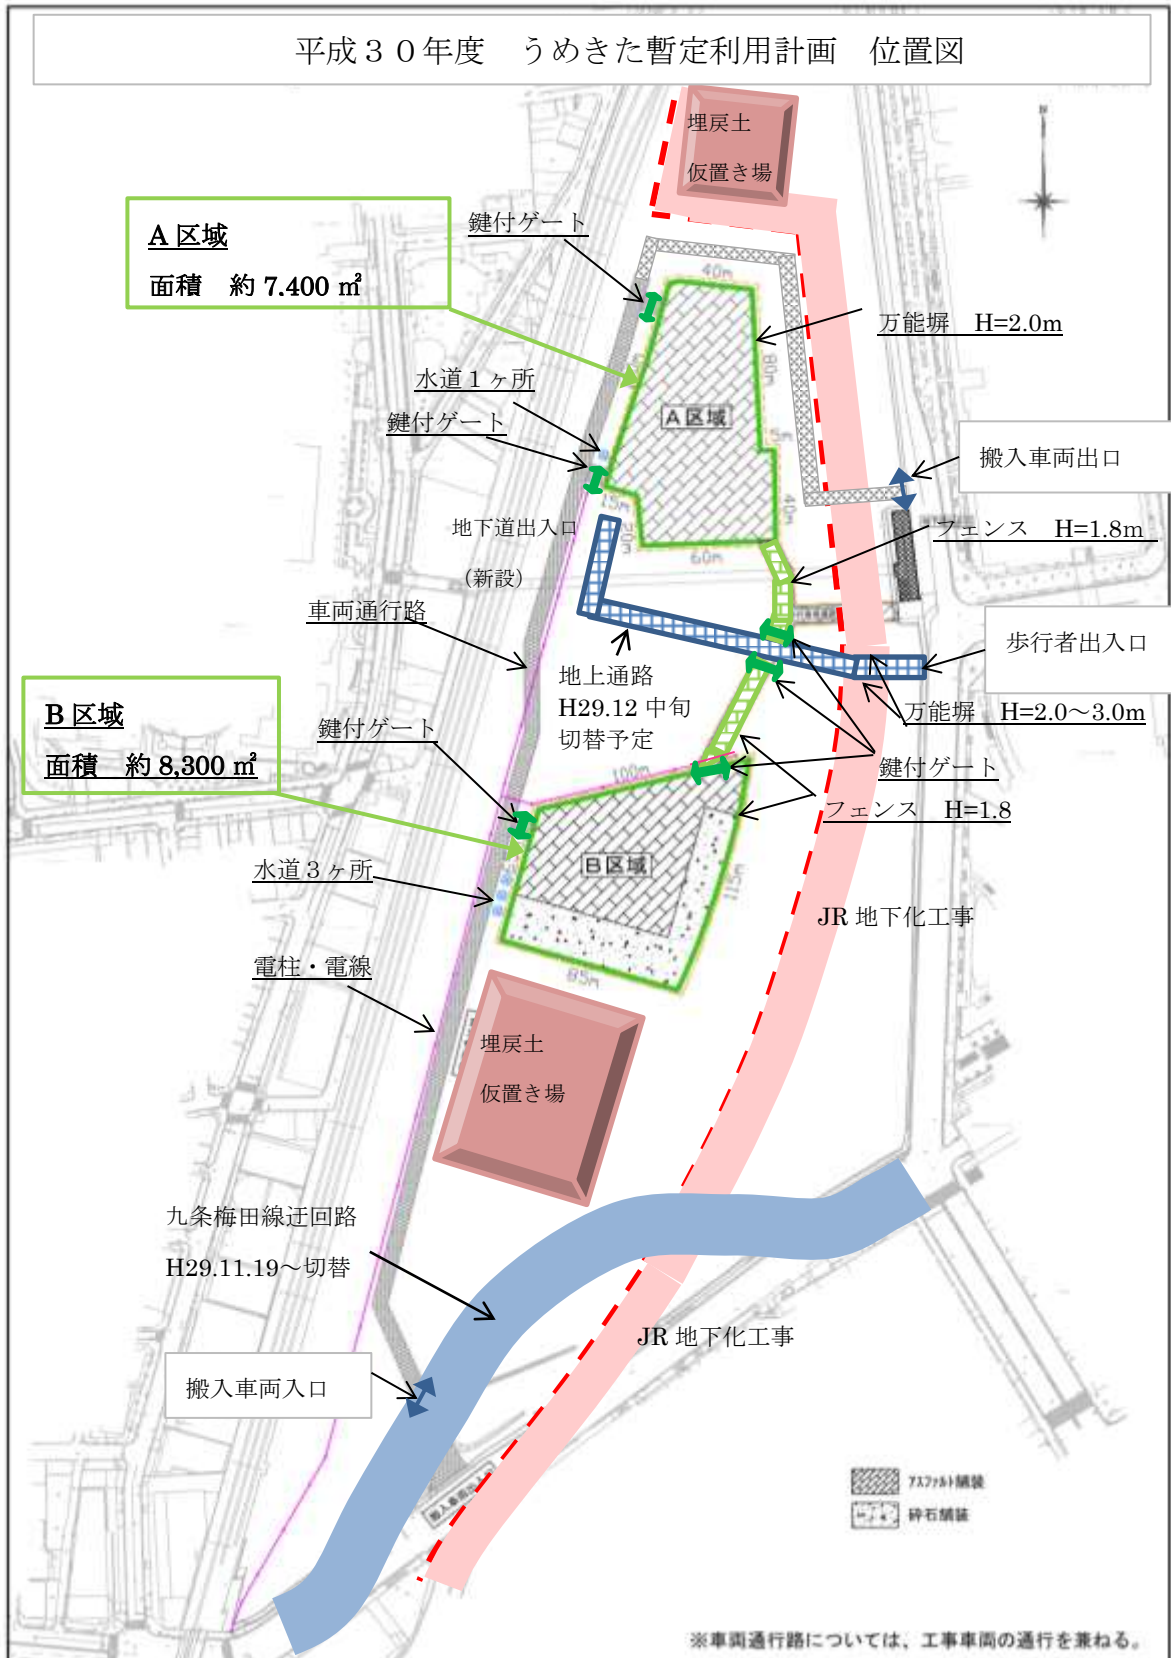 平成３０年度　うめきた暫定利用計画　位置図
埋戻土
仮置き場
N
A 区域
面積　約 7,400 ㎡
鍵付ゲート
40m
万能塀　H=2.0m
80m
水道１ヶ所
鍵付ゲート
A区域
5m
搬入車両出口
15m
20m
40m
地下道出入口
（新設）
フェンス　H=1.8m
60m
車両通行路
歩行者出入口
地上通路
H29.12 中旬
切替予定
万能塀　H=2.0～3.0m
B 区域
面積　約 8,300 ㎡
鍵付ゲート
鍵付ゲート
100m
フェンス　H=1.8
水道３ヶ所
B区域
115m
JR 地下化工事
電柱・電線
85m
埋戻土
仮置き場
九条梅田線迂回路
H29.11.19～切替
JR 地下化工事
搬入車両入口
アスファルト舗装
砕石舗装
※車両通行路については、工事車両の通行を兼ねる。